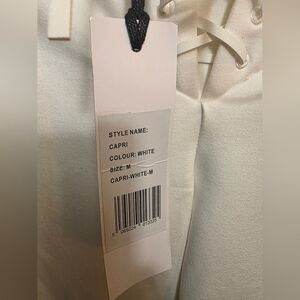 STYLE NAME:
CAPRI
COLOUR: WHITE
SIZE: M
CAPRI-WHITE-M